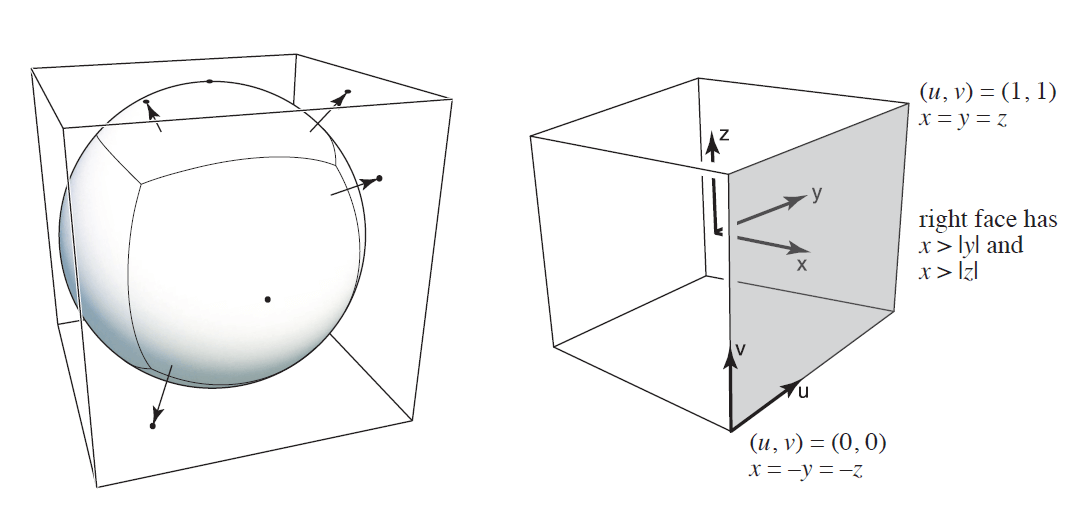 (u, v) = (1, 1)
x = y = z
z
y
x
right face has
x > |y| and
x > |z|
v
u
(u, v) = (0, 0)
x = –y = –z